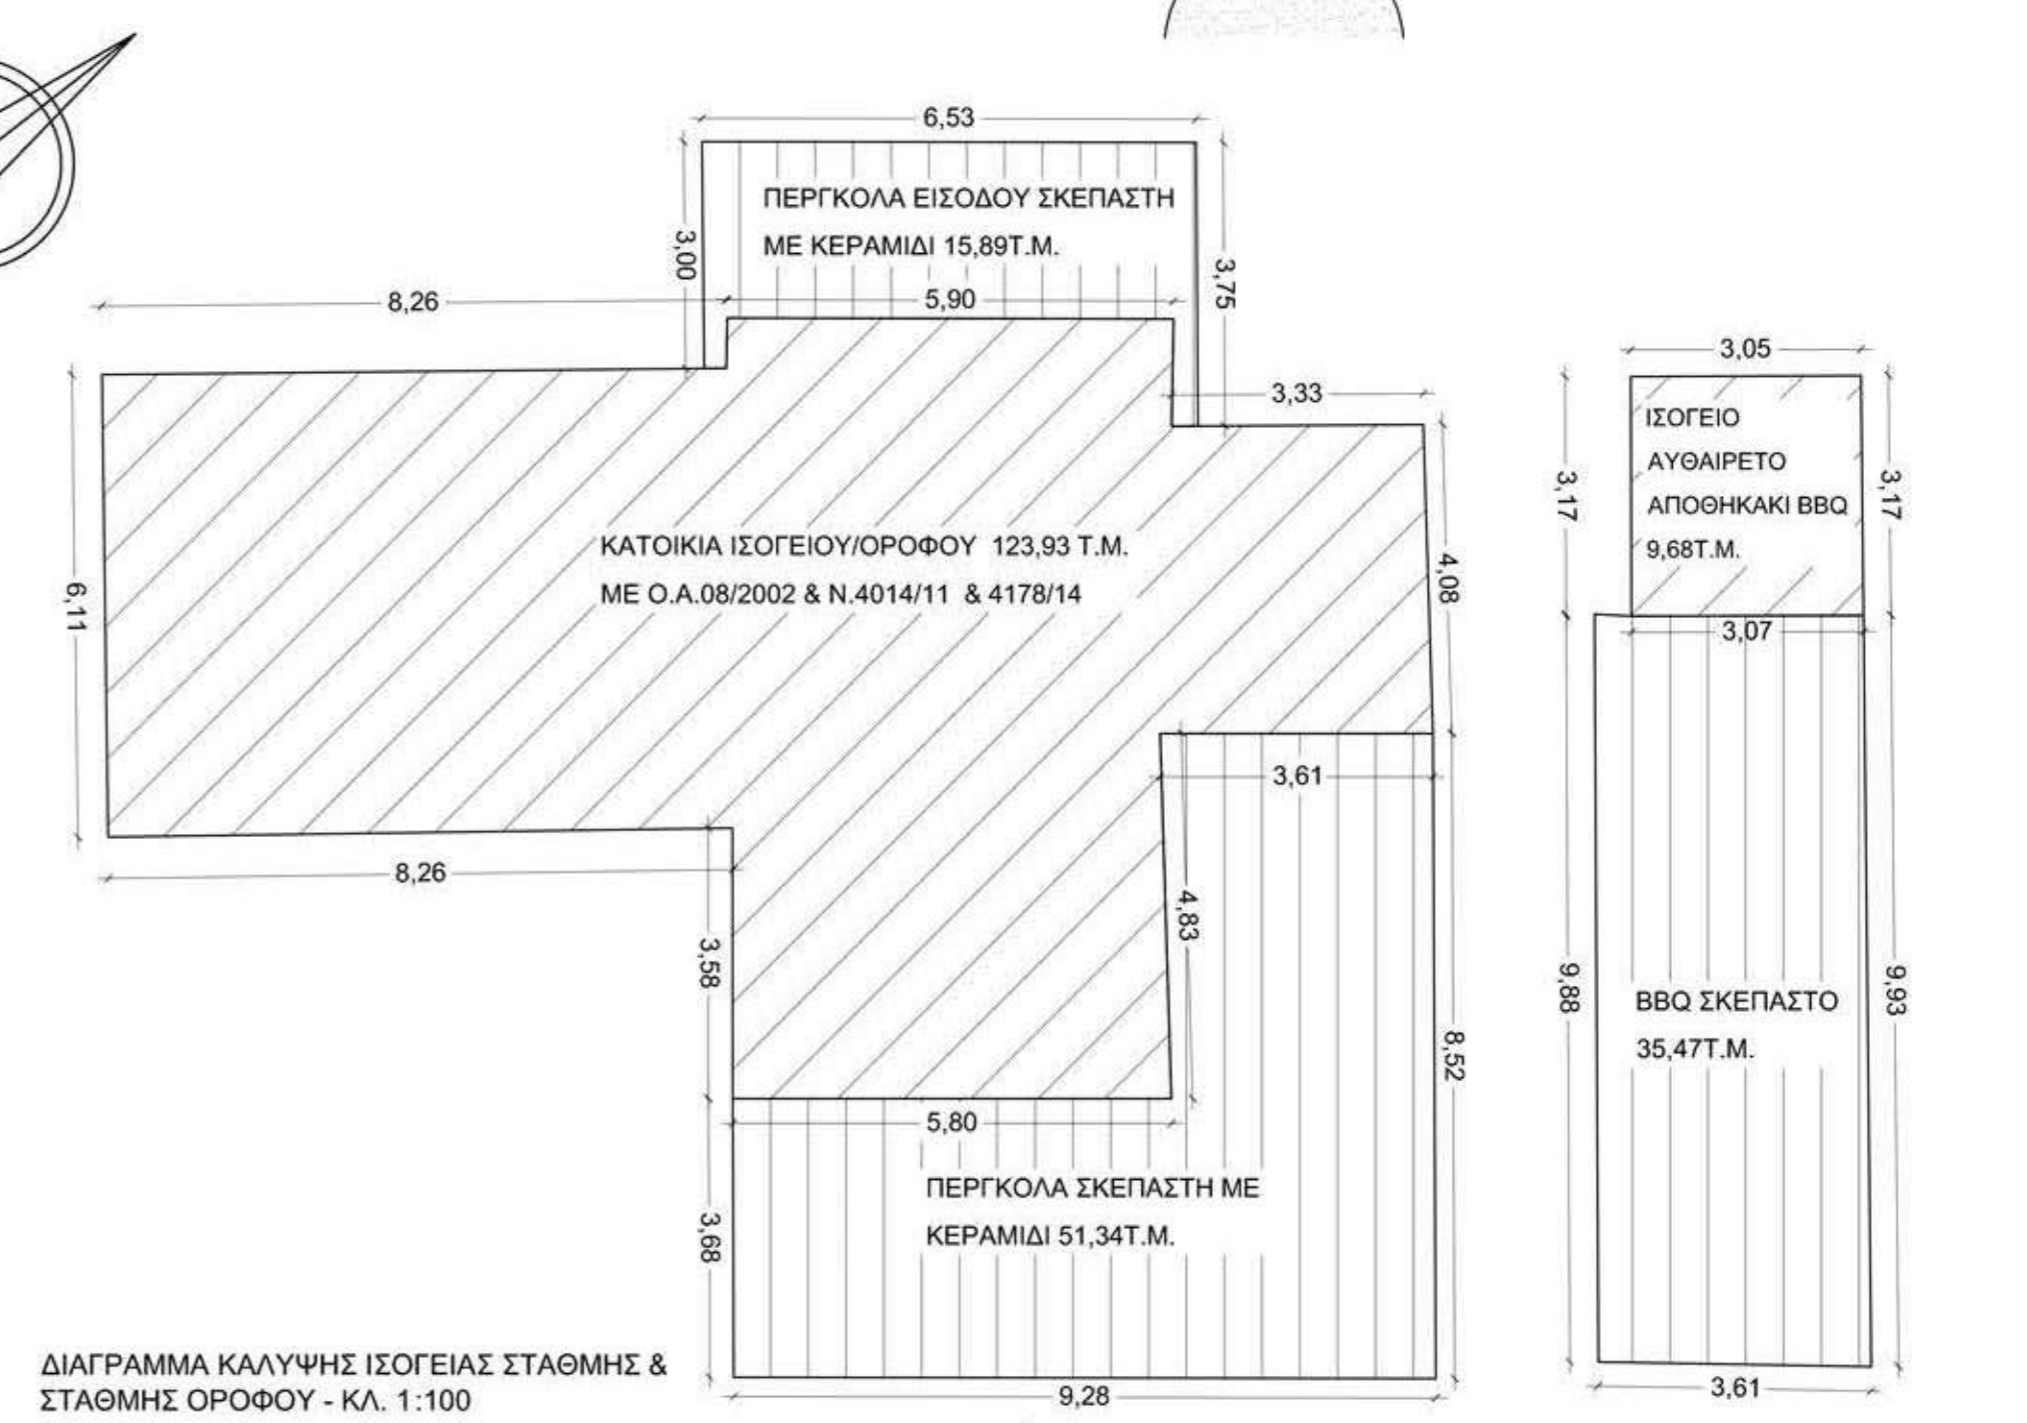 6,53
ΠΕΡΓΚΟΛΑ ΕΙΣΟΔΟΥ ΣΚΕΠΑΣΤΗ
ΜΕ ΚΕΡΑΜΙΔΙ 15,89Τ.Μ.
3,00
3,75
8,26
5,90
3,33
3,05
ΙΣΟΓΕΙΟ
ΑΥΘΑΙΡΕΤΟ
ΑΠΟΘΗΚΑΚΙ BBQ
9,68Τ.Μ.
3,17
3,17
ΚΑΤΟΙΚΙΑ ΙΣΟΓΕΙΟΥ/ΟΡΟΦΟΥ 123,93 Τ.Μ.
ΜΕ Ο.Α.08/2002 & Ν.4014/11 & 4178/14
6,11
4,08
3,07
3,61
8,26
4,83
3,58
9,88
9,93
BBQ ΣΚΕΠΑΣΤΟ
35,47Τ.Μ.
8,52
5,80
ΠΕΡΓΚΟΛΑ ΣΚΕΠΑΣΤΗ ΜΕ
ΚΕΡΑΜΙΔΙ 51,34Τ.Μ.
3,68
9,28
3,61
ΔΙΑΓΡΑΜΜΑ ΚΑΛΥΨΗΣ ΙΣΟΓΕΙΑΣ ΣΤΑΘΜΗΣ &
ΣΤΑΘΜΗΣ ΟΡΟΦΟΥ - ΚΛ. 1:100